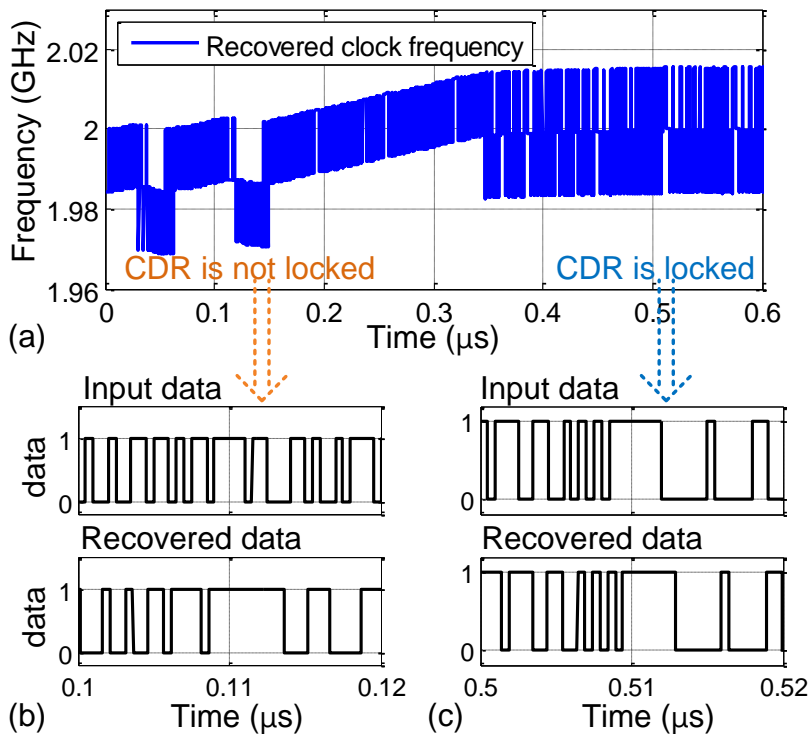 Recovered clock frequency
Frequency (GHz)
2.02
2
1.98
1.96
CDR is not locked
CDR is locked
0
0.1
0.2
0.3
0.4
0.5
0.6
(a)
Time (μs)
Input data
Input data
data
1
0
1
0
Recovered data
Recovered data
data
1
0
1
0
0.1
0.11
0.12
0.5
0.51
0.52
(b)
Time (μs)
(c)
Time (μs)